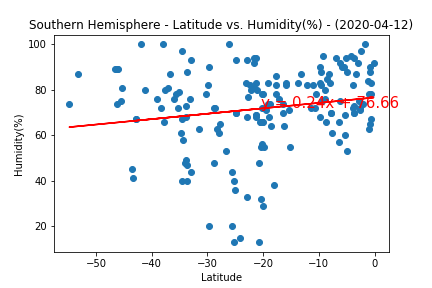 Southern Hemisphere - Latitude vs. Humidity(%) - (2020-04-12)
100
80
60
40
20
Humidity(%)
y = 0.24x + 76.66
−50
−40
−30
−20
−10
0
Latitude